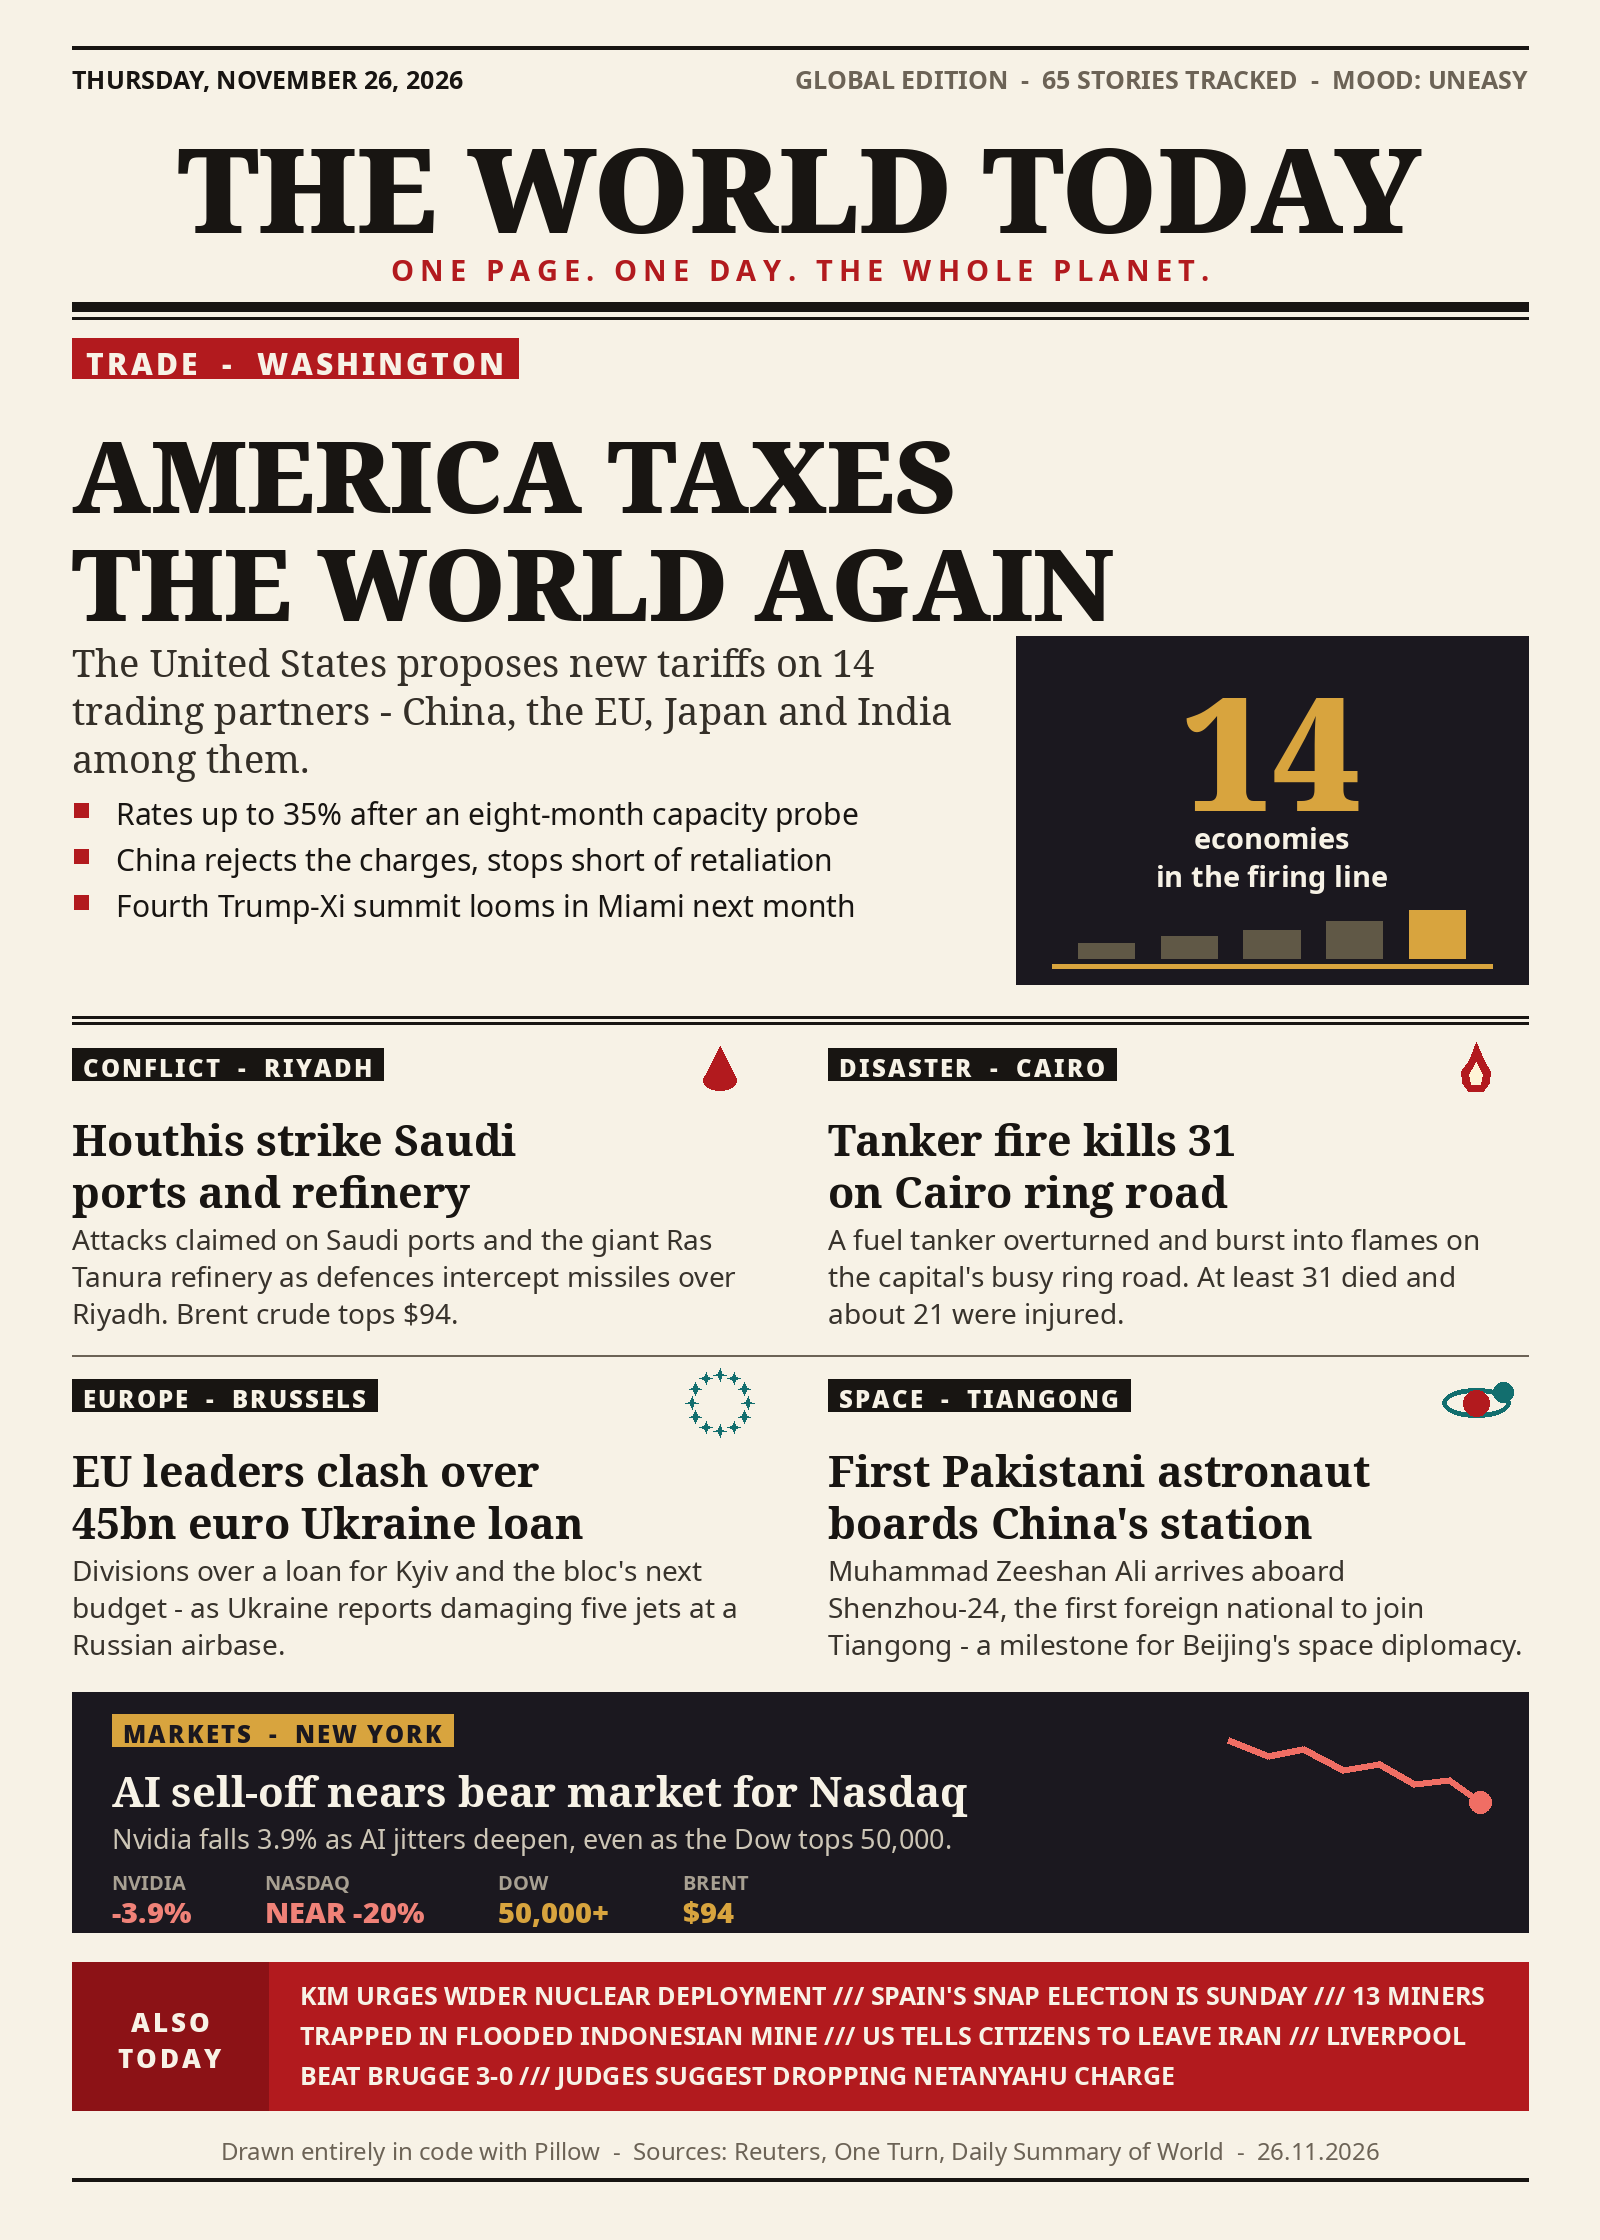 THURSDAY, NOVEMBER 26, 2026
GLOBAL EDITION - 65 STORIES TRACKED - MOOD: UNEASY
THE WORLD TODAY
ONE PAGE. ONE DAY. THE WHOLE PLANET.
TRADE - WASHINGTON
AMERICA TAXES
THE WORLD AGAIN
The United States proposes new tariffs on 14
trading partners - China, the EU, Japan and India
among them.
Rates up to 35% after an eight-month capacity probe
China rejects the charges, stops short of retaliation
Fourth Trump-Xi summit looms in Miami next month
14
economies
in the firing line
CONFLICT - RIYADH
Houthis strike Saudi
ports and refinery
Attacks claimed on Saudi ports and the giant Ras
Tanura refinery as defences intercept missiles over
Riyadh. Brent crude tops $94.
DISASTER - CAIRO
Tanker fire kills 31
on Cairo ring road
A fuel tanker overturned and burst into flames on
the capital's busy ring road. At least 31 died and
about 21 were injured.
EUROPE - BRUSSELS
EU leaders clash over
45bn euro Ukraine loan
Divisions over a loan for Kyiv and the bloc's next
budget - as Ukraine reports damaging five jets at a
Russian airbase.
SPACE - TIANGONG
First Pakistani astronaut
boards China's station
Muhammad Zeeshan Ali arrives aboard
Shenzhou-24, the first foreign national to join
Tiangong - a milestone for Beijing's space diplomacy.
MARKETS - NEW YORK
AI sell-off nears bear market for Nasdaq
Nvidia falls 3.9% as AI jitters deepen, even as the Dow tops 50,000.
NVIDIA NASDAQ DOW BRENT
-3.9% NEAR -20% 50,000+ $94
ALSO
TODAY
KIM URGES WIDER NUCLEAR DEPLOYMENT /// SPAIN'S SNAP ELECTION IS SUNDAY /// 13 MINERS
TRAPPED IN FLOODED INDONESIAN MINE /// US TELLS CITIZENS TO LEAVE IRAN /// LIVERPOOL
BEAT BRUGGE 3-0 /// JUDGES SUGGEST DROPPING NETANYAHU CHARGE
Drawn entirely in code with Pillow - Sources: Reuters, One Turn, Daily Summary of World - 26.11.2026